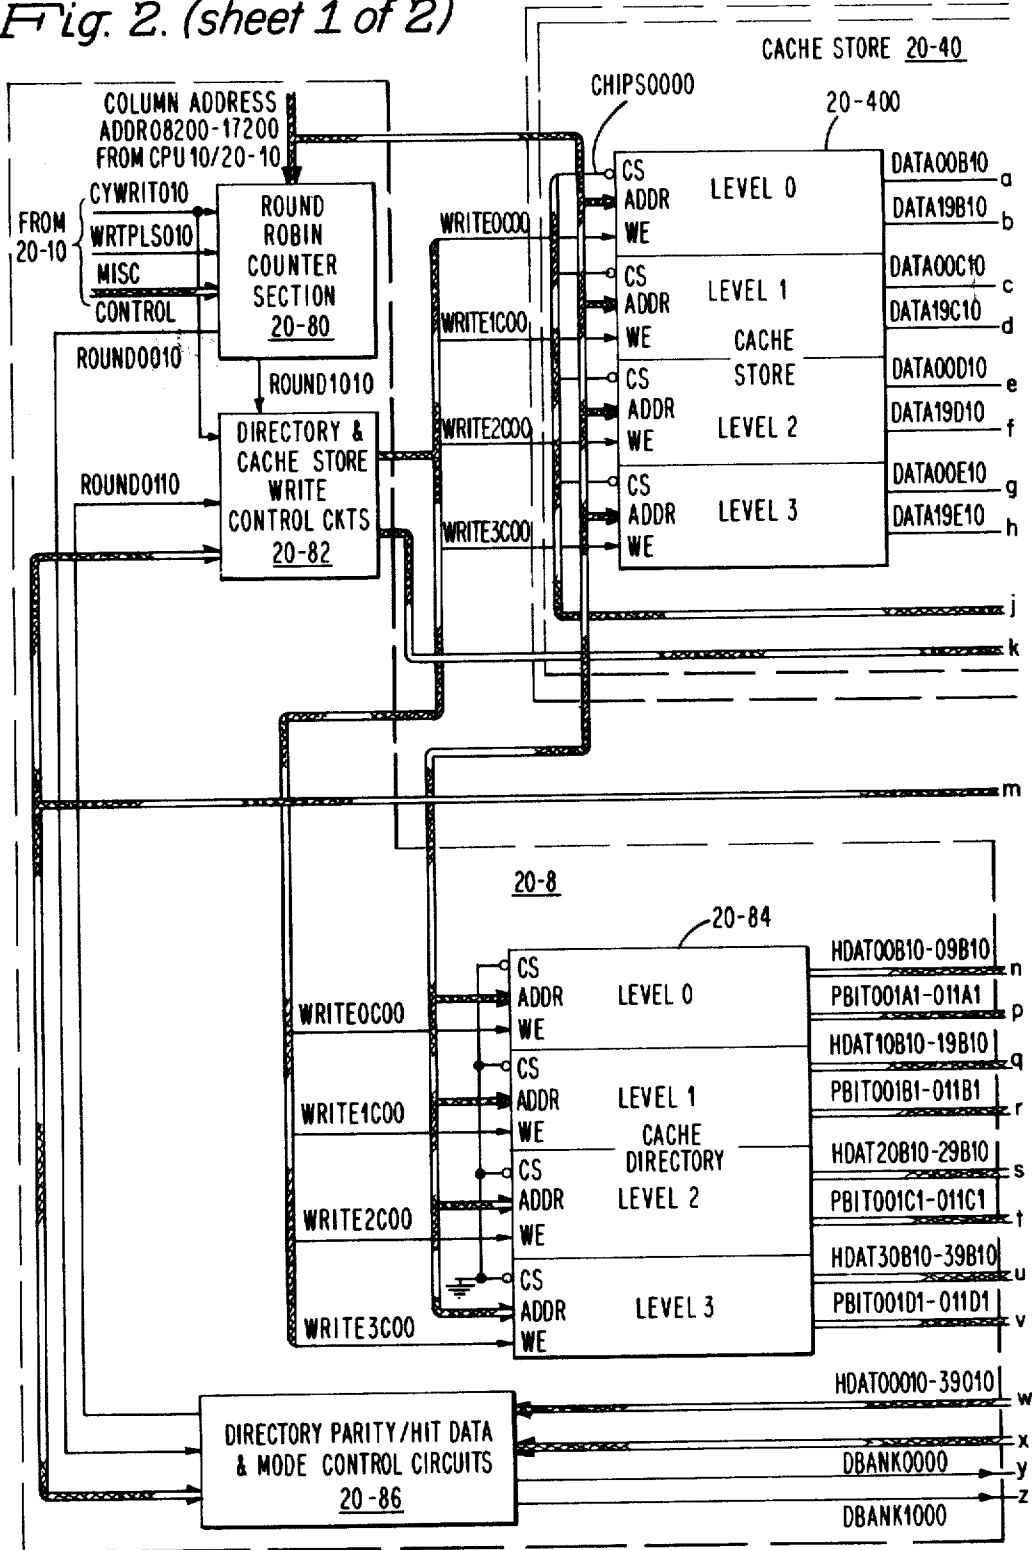 Fig. 2. (sheet 1 of 2)
CACHE STORE 20-40
CHIPS0000
20-400
COLUMN ADDRESS
ADDR08200-17200
FROM CPU 10/20-10
CYWRIT010
FROM
20-10
WRTPLS010
MISC
CONTROL
ROUND
ROBIN
COUNTER
SECTION
20-80
ROUND0010
ROUND1010
DIRECTORY &
CACHE STORE
WRITE
CONTROL CKTS
20-82
ROUND0110
WRITE0C00
WRITE1C00
WRITE2C00
WRITE3C00
CS
ADDR
WE
LEVEL 0
CS
ADDR
WE
LEVEL 1
CACHE
STORE
CS
ADDR
WE
LEVEL 2
CS
ADDR
WE
LEVEL 3
DATA00B10 a
DATA19B10 b
DATA00C10 c
DATA19C10 d
DATA00D10 e
DATA19D10 f
DATA00E10 g
DATA19E10 h
j
k
m
20-8
20-84
WRITE0C00
WRITE1C00
WRITE2C00
WRITE3C00
CS
ADDR
WE
LEVEL 0
CS
ADDR
WE
LEVEL 1
CACHE
DIRECTORY
CS
ADDR
WE
LEVEL 2
CS
ADDR
WE
LEVEL 3
HDAT00B10-09B10 n
PBIT001A1-011A1 p
HDAT10B10-19B10 q
PBIT001B1-011B1 r
HDAT20B10-29B10 s
PBIT001C1-011C1 t
HDAT30B10-39B10 u
PBIT001D1-011D1 v
HDAT00010-39010 w
x
DBANK0000 y
z
DBANK1000
DIRECTORY PARITY/HIT DATA
& MODE CONTROL CIRCUITS
20-86